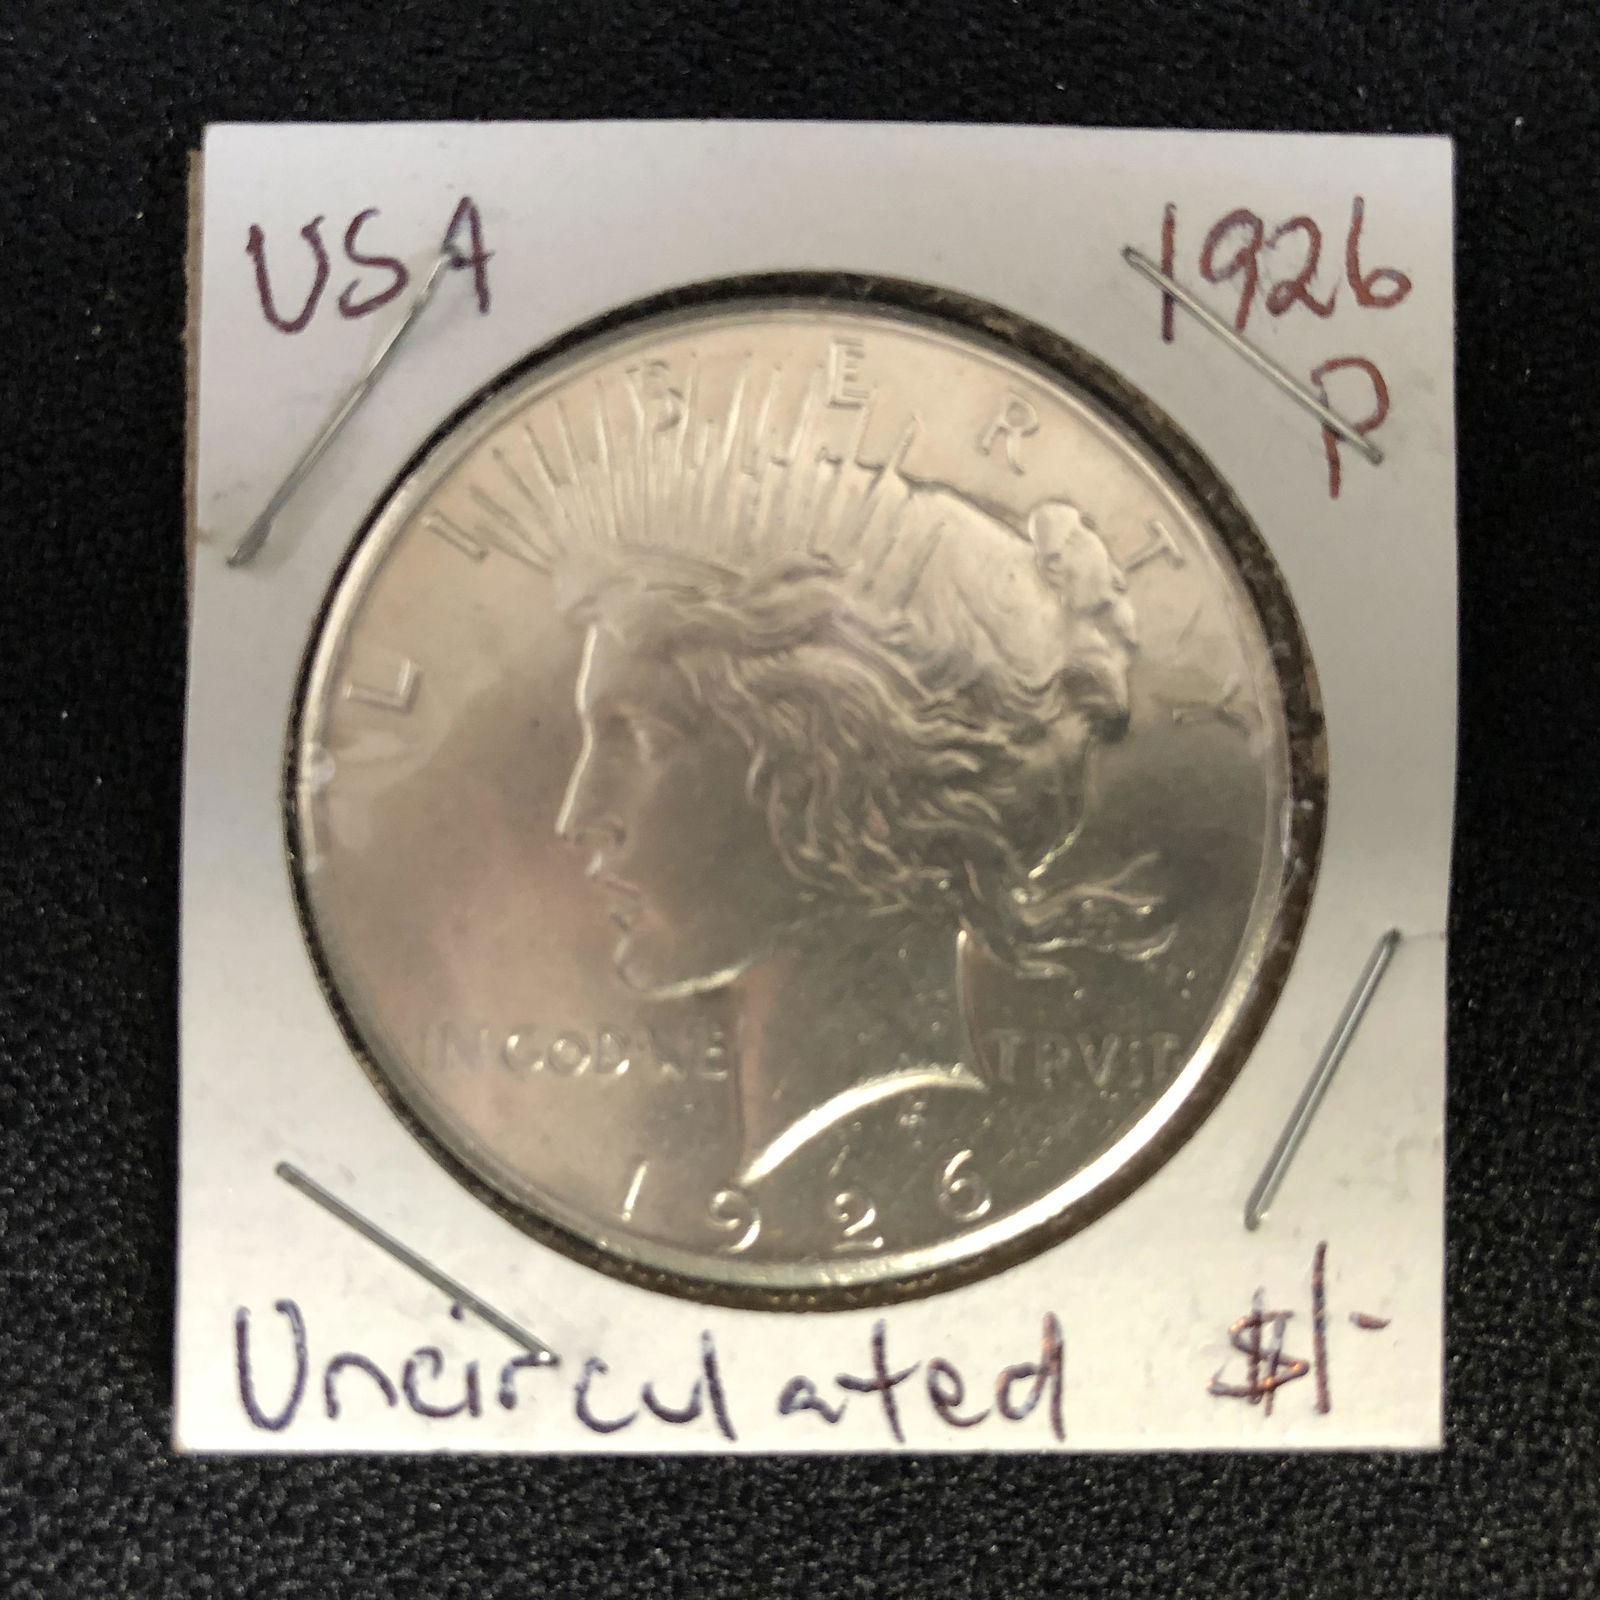 USA 1926
P
LIBERTY
IN GOD WE TRVST
1926
Uncirculated $1-